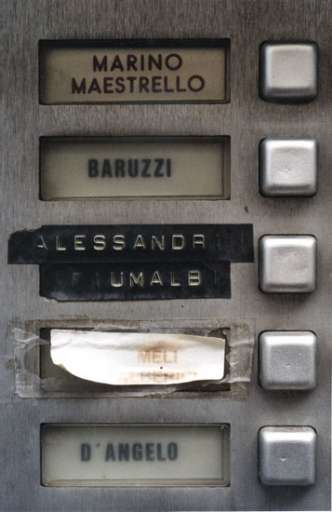 MARINO
MAESTRELLO
BARUZZI
ALESSANDR
UMALB
MELI
D'ANGELO